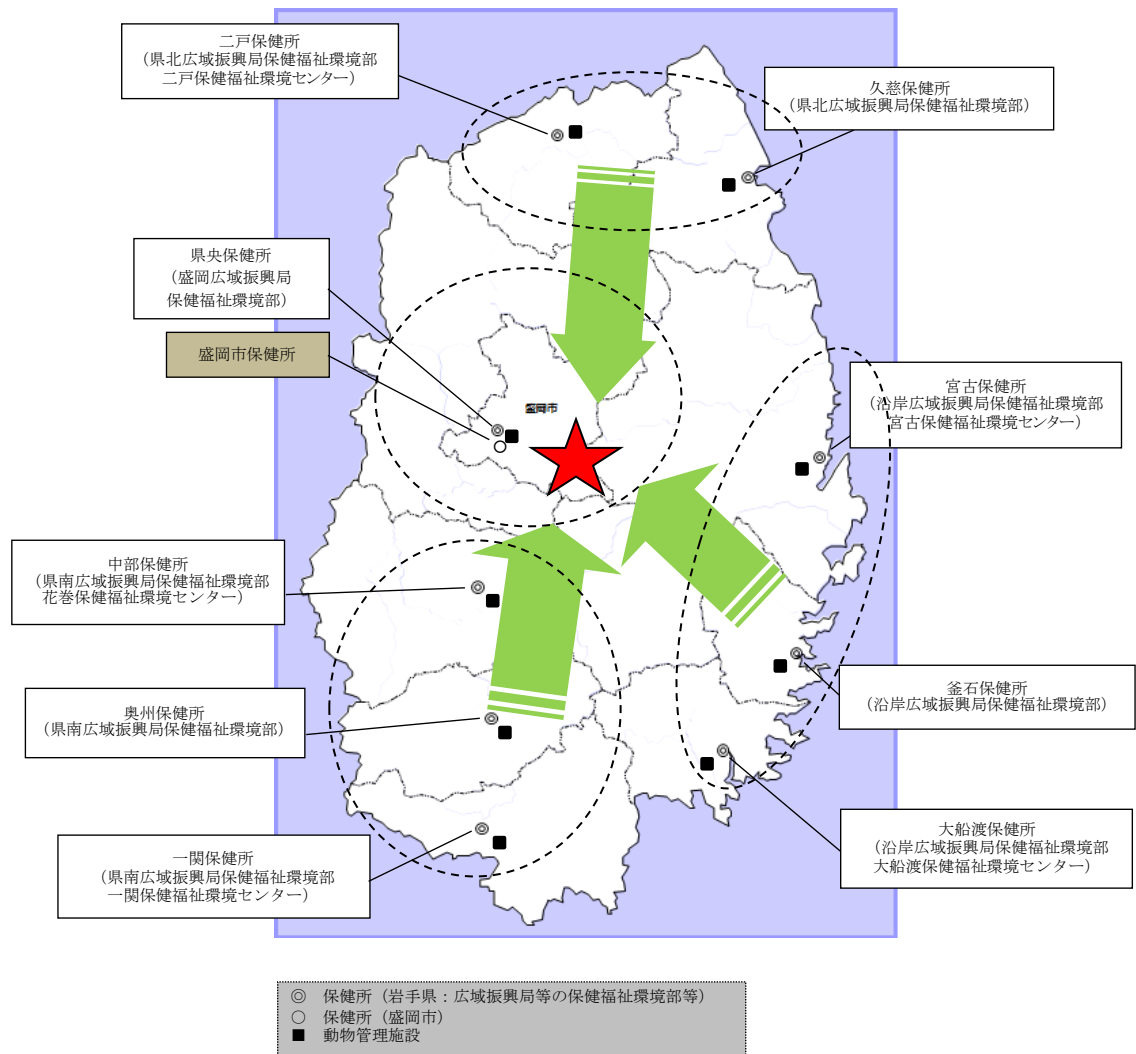 二戸保健所
（県北広域振興局保健福祉環境部
二戸保健福祉環境センター）
久慈保健所
（県北広域振興局保健福祉環境部）
県央保健所
（盛岡広域振興局
保健福祉環境部）
盛岡市保健所
盛岡市
宮古保健所
（沿岸広域振興局保健福祉環境部
宮古保健福祉環境センター）
中部保健所
（県南広域振興局保健福祉環境部
花巻保健福祉環境センター）
釜石保健所
（沿岸広域振興局保健福祉環境部）
奥州保健所
（県南広域振興局保健福祉環境部）
大船渡保健所
（沿岸広域振興局保健福祉環境部
大船渡保健福祉環境センター）
一関保健所
（県南広域振興局保健福祉環境部
一関保健福祉環境センター）
◎　保健所（岩手県：広域振興局等の保健福祉環境部等）
○　保健所（盛岡市）
■　動物管理施設